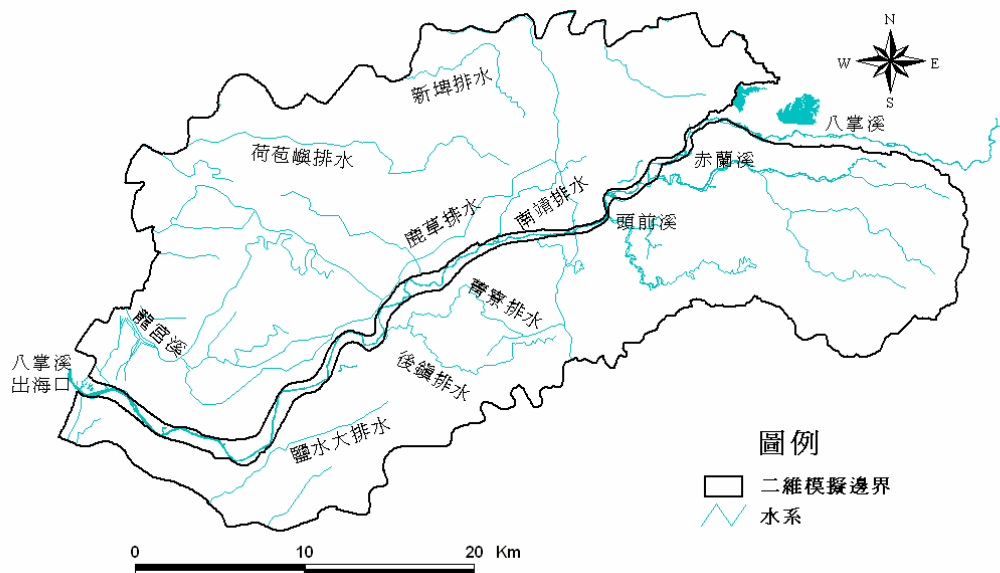 N
W E
S
新埤排水
八掌溪
荷苞嶼排水
赤蘭溪
南靖排水
鹿草排水
頭前溪
菁寮排水
龍宮溪
後鎮排水
八掌溪
出海口
鹽水大排水
圖例
二維模擬邊界
水系
0 10 20 Km